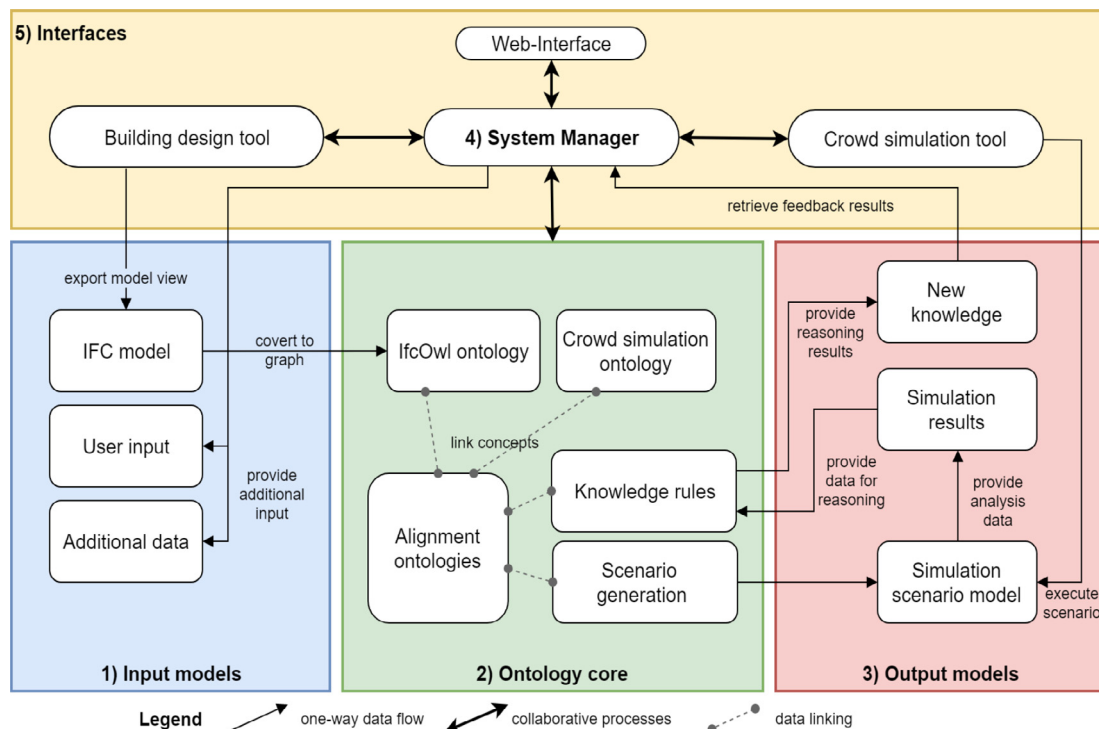 5) Interfaces
Web-Interface
Building design tool
4) System Manager
Crowd simulation tool
retrieve feedback results
export model view
IFC model
covert to
graph
IfcOwl ontology
Crowd simulation
ontology
provide
reasoning
results
New
knowledge
User input
link concepts
Simulation
results
provide
additional
input
Additional data
Alignment
ontologies
Knowledge rules
provide data for
reasoning
provide
analysis
data
Scenario
generation
Simulation
scenario model
execute
scenario
1) Input models
2) Ontology core
3) Output models
Legend
one-way data flow
collaborative processes
data linking